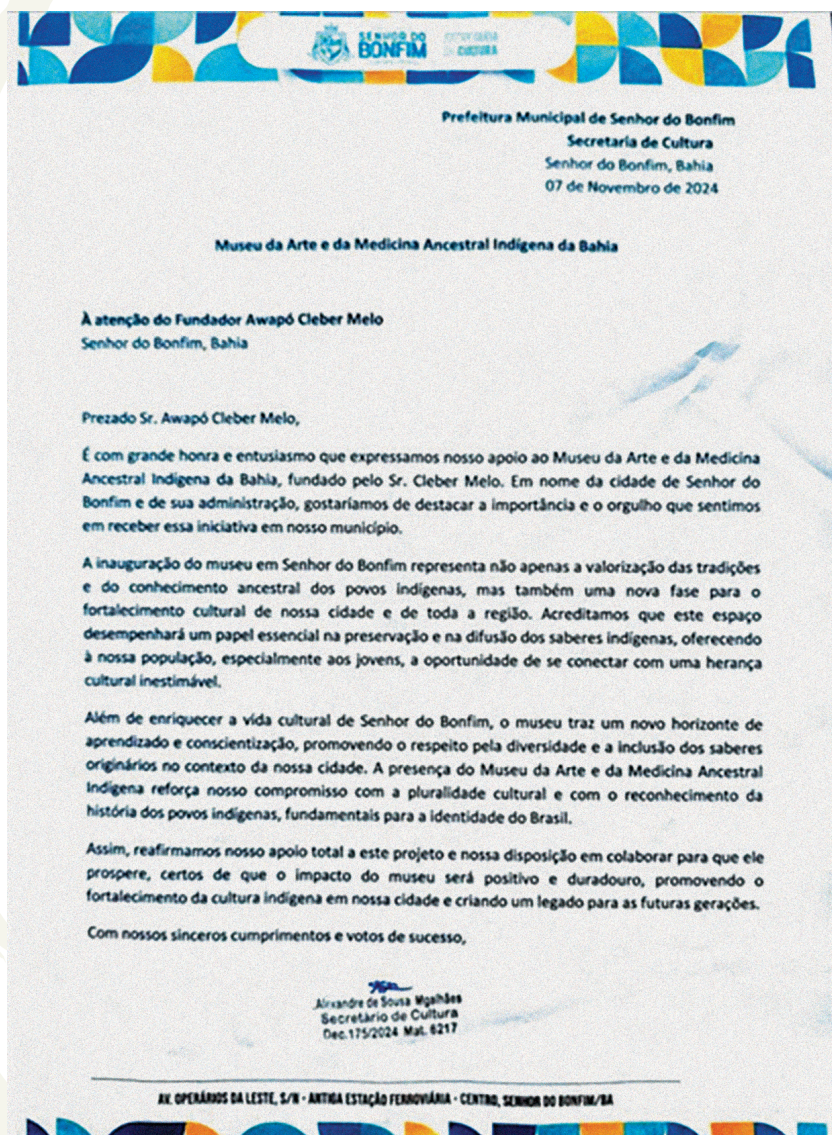 SENHOR DO
BONFIM
CULTURA
Prefeitura Municipal de Senhor do Bonfim
Secretaria de Cultura
Senhor do Bonfim, Bahia
07 de Novembro de 2024
Museu da Arte e da Medicina Ancestral Indígena da Bahia
À atenção do Fundador Awapó Cleber Melo
Senhor do Bonfim, Bahia
Prezado Sr. Awapó Cleber Melo,
É com grande honra e entusiasmo que expressamos nosso apoio ao Museu da Arte e da Medicina
Ancestral Indígena da Bahia, fundado pelo Sr. Cleber Melo. Em nome da cidade de Senhor do
Bonfim e de sua administração, gostaríamos de destacar a importância e o orgulho que sentimos
em receber essa iniciativa em nosso município.
A inauguração do museu em Senhor do Bonfim representa não apenas a valorização das tradições
e do conhecimento ancestral dos povos indígenas, mas também uma nova fase para o
fortalecimento cultural de nossa cidade e de toda a região. Acreditamos que este espaço
desempenhará um papel essencial na preservação e na difusão dos saberes indígenas, oferecendo
à nossa população, especialmente aos jovens, a oportunidade de se conectar com uma herança
cultural inestimável.
Além de enriquecer a vida cultural de Senhor do Bonfim, o museu traz um novo horizonte de
aprendizado e conscientização, promovendo o respeito pela diversidade e a inclusão dos saberes
originários no contexto da nossa cidade. A presença do Museu da Arte e da Medicina Ancestral
Indígena reforça nosso compromisso com a pluralidade cultural e com o reconhecimento da
história dos povos indígenas, fundamentais para a identidade do Brasil.
Assim, reafirmamos nosso apoio total a este projeto e nossa disposição em colaborar para que ele
prospere, certos de que o impacto do museu será positivo e duradouro, promovendo o
fortalecimento da cultura indígena em nossa cidade e criando um legado para as futuras gerações.
Com nossos sinceros cumprimentos e votos de sucesso,
Alexandre de Sousa Mgalhães
Secretário de Cultura
Dec.175/2024 Mat. 6217
AV. OPERÁRIOS DA LESTE, S/N - ANTIGA ESTAÇÃO FERROVIÁRIA - CENTRO, SENHOR DO BONFIM/BA